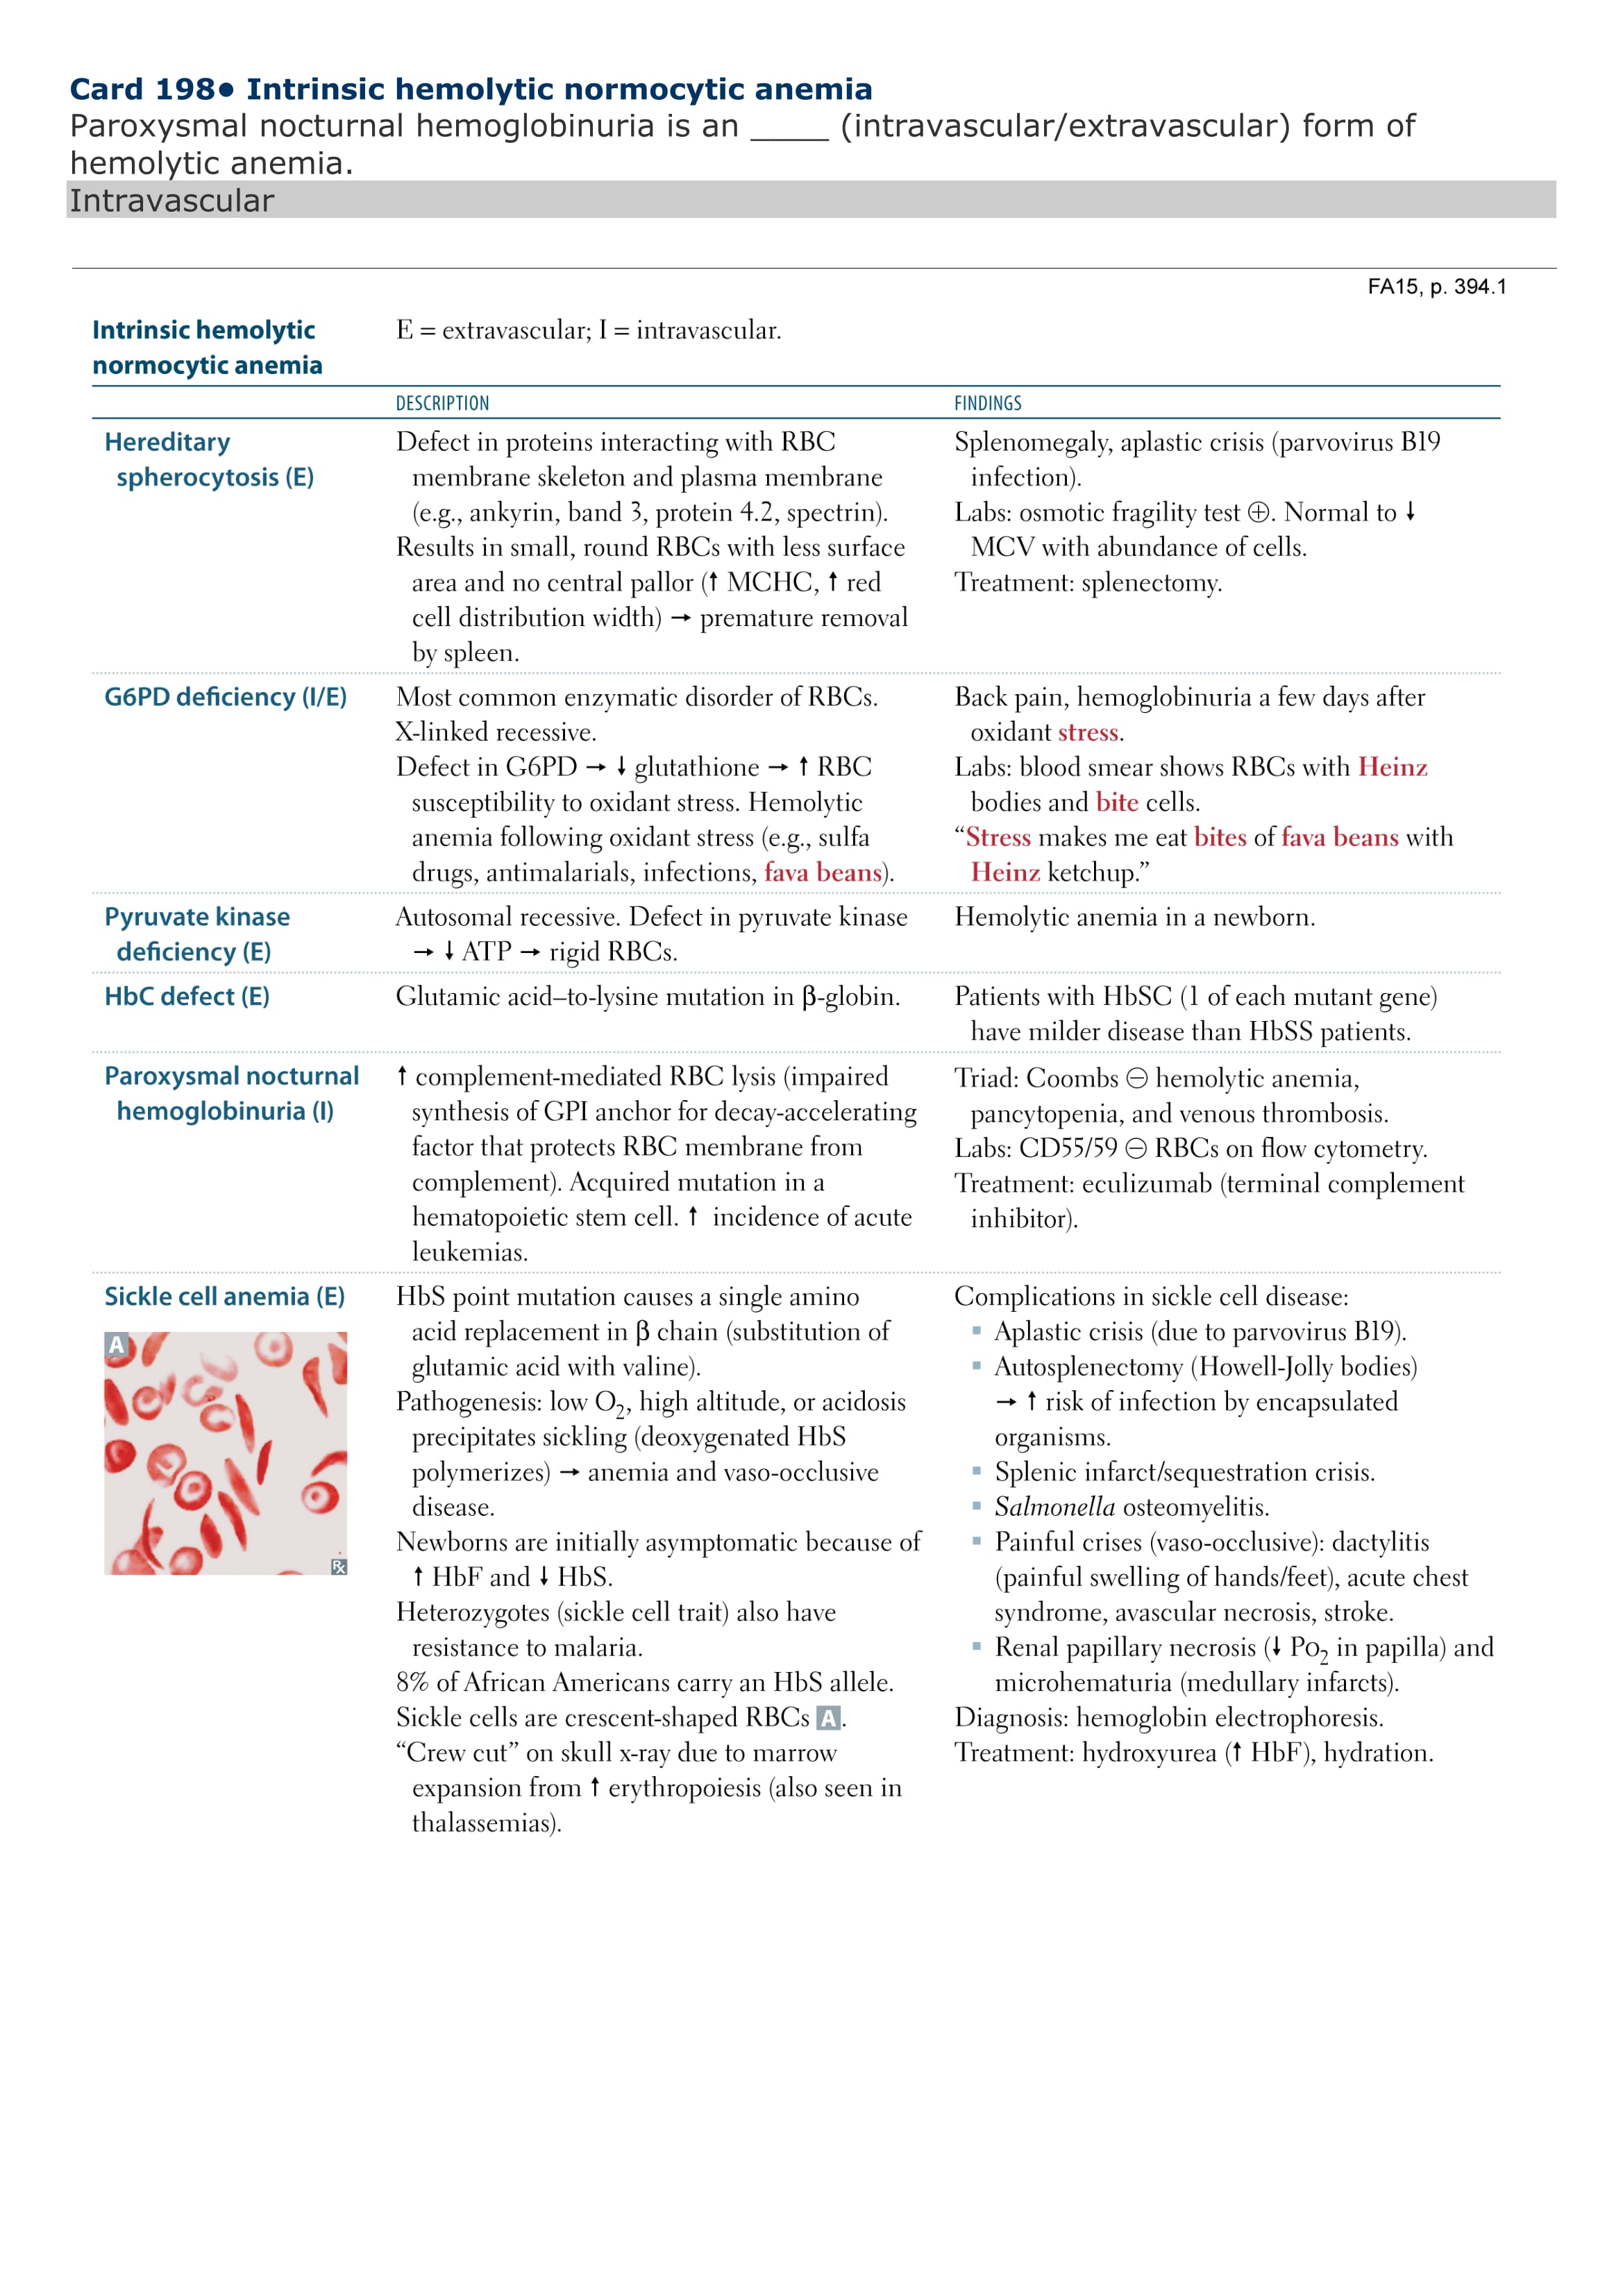 Card 198● Intrinsic hemolytic normocytic anemia
Paroxysmal nocturnal hemoglobinuria is an ____ (intravascular/extravascular) form of
hemolytic anemia.
Intravascular
FA15, p. 394.1
Intrinsic hemolytic
normocytic anemia
E = extravascular; I = intravascular.
DESCRIPTION
FINDINGS
Hereditary
spherocytosis (E)
Defect in proteins interacting with RBC
membrane skeleton and plasma membrane
(e.g., ankyrin, band 3, protein 4.2, spectrin).
Results in small, round RBCs with less surface
area and no central pallor (↑ MCHC, ↑ red
cell distribution width) → premature removal
by spleen.
Splenomegaly, aplastic crisis (parvovirus B19
infection).
Labs: osmotic fragility test ⊕. Normal to ↓
MCV with abundance of cells.
Treatment: splenectomy.
G6PD deficiency (I/E)
Most common enzymatic disorder of RBCs.
X-linked recessive.
Defect in G6PD → ↓ glutathione → ↑ RBC
susceptibility to oxidant stress. Hemolytic
anemia following oxidant stress (e.g., sulfa
drugs, antimalarials, infections, fava beans).
Back pain, hemoglobinuria a few days after
oxidant stress.
Labs: blood smear shows RBCs with Heinz
bodies and bite cells.
“Stress makes me eat bites of fava beans with
Heinz ketchup.”
Pyruvate kinase
deficiency (E)
Autosomal recessive. Defect in pyruvate kinase
→ ↓ ATP → rigid RBCs.
Hemolytic anemia in a newborn.
HbC defect (E)
Glutamic acid–to-lysine mutation in β-globin.
Patients with HbSC (1 of each mutant gene)
have milder disease than HbSS patients.
Paroxysmal nocturnal
hemoglobinuria (I)
↑ complement-mediated RBC lysis (impaired
synthesis of GPI anchor for decay-accelerating
factor that protects RBC membrane from
complement). Acquired mutation in a
hematopoietic stem cell. ↑ incidence of acute
leukemias.
Triad: Coombs ⊖ hemolytic anemia,
pancytopenia, and venous thrombosis.
Labs: CD55/59 ⊖ RBCs on flow cytometry.
Treatment: eculizumab (terminal complement
inhibitor).
Sickle cell anemia (E)
A
℞
HbS point mutation causes a single amino
acid replacement in β chain (substitution of
glutamic acid with valine).
Pathogenesis: low O₂, high altitude, or acidosis
precipitates sickling (deoxygenated HbS
polymerizes) → anemia and vaso-occlusive
disease.
Newborns are initially asymptomatic because of
↑ HbF and ↓ HbS.
Heterozygotes (sickle cell trait) also have
resistance to malaria.
8% of African Americans carry an HbS allele.
Sickle cells are crescent-shaped RBCs A.
“Crew cut” on skull x-ray due to marrow
expansion from ↑ erythropoiesis (also seen in
thalassemias).
Complications in sickle cell disease:
▪ Aplastic crisis (due to parvovirus B19).
▪ Autosplenectomy (Howell-Jolly bodies)
→ ↑ risk of infection by encapsulated
organisms.
▪ Splenic infarct/sequestration crisis.
▪ Salmonella osteomyelitis.
▪ Painful crises (vaso-occlusive): dactylitis
(painful swelling of hands/feet), acute chest
syndrome, avascular necrosis, stroke.
▪ Renal papillary necrosis (↓ Po₂ in papilla) and
microhematuria (medullary infarcts).
Diagnosis: hemoglobin electrophoresis.
Treatment: hydroxyurea (↑ HbF), hydration.